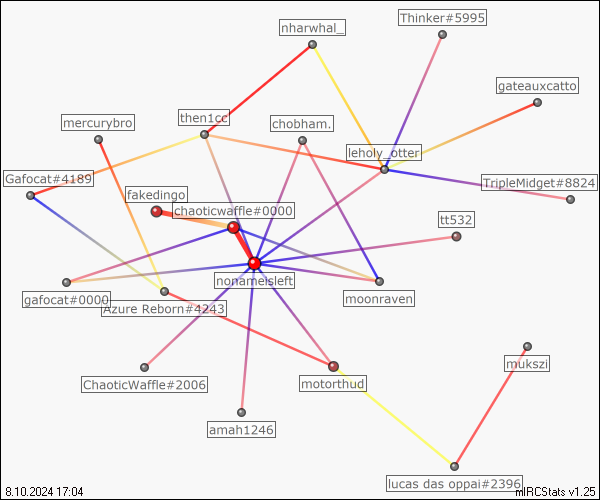 Thinker#5995
nharwhal_
gateauxcatto
mercurybro
then1cc
chobham.
leholy_otter
Gafocat#4189
TripleMidget#8824
fakedingo
chaoticwaffle#0000
tt532
nonameisleft
gafocat#0000
moonraven
Azure Reborn#4243
mukszi
ChaoticWaffle#2006
motorthud
amah1246
lucas das oppai#2396
8.10.2024 17:04
mIRCStats v1.25